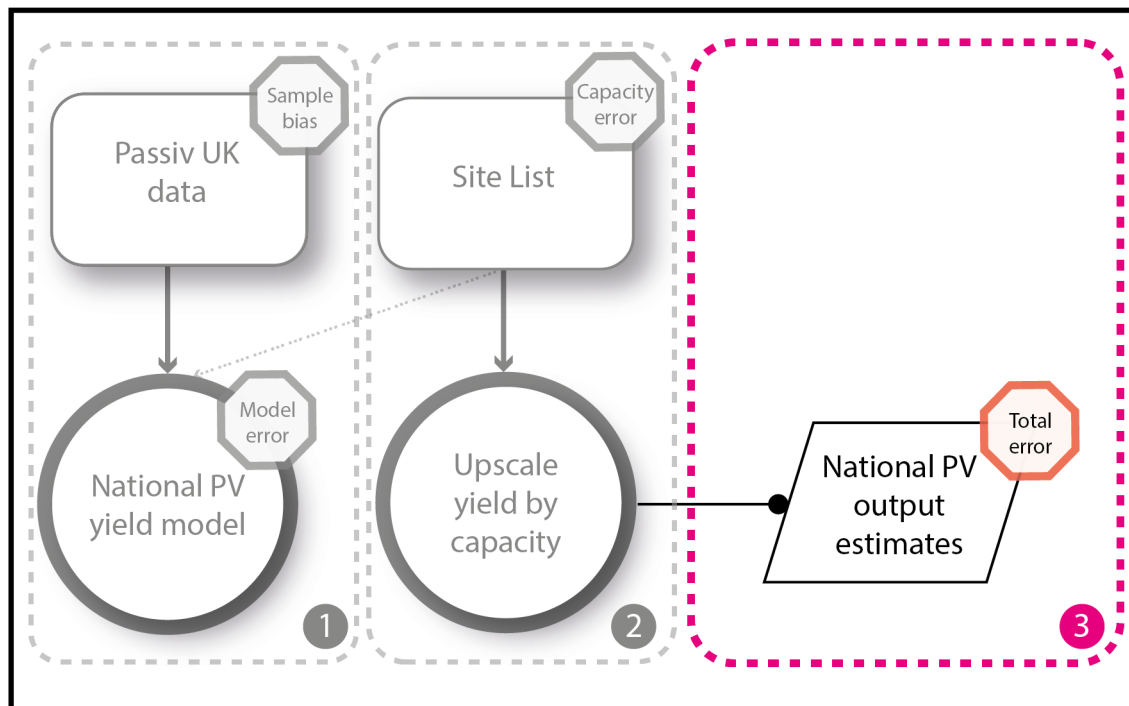 Sample
bias
Passiv UK
data
Model
error
National PV
yield model
1
Capacity
error
Site List
Upscale
yield by
capacity
2
Total
error
National PV
output
estimates
3